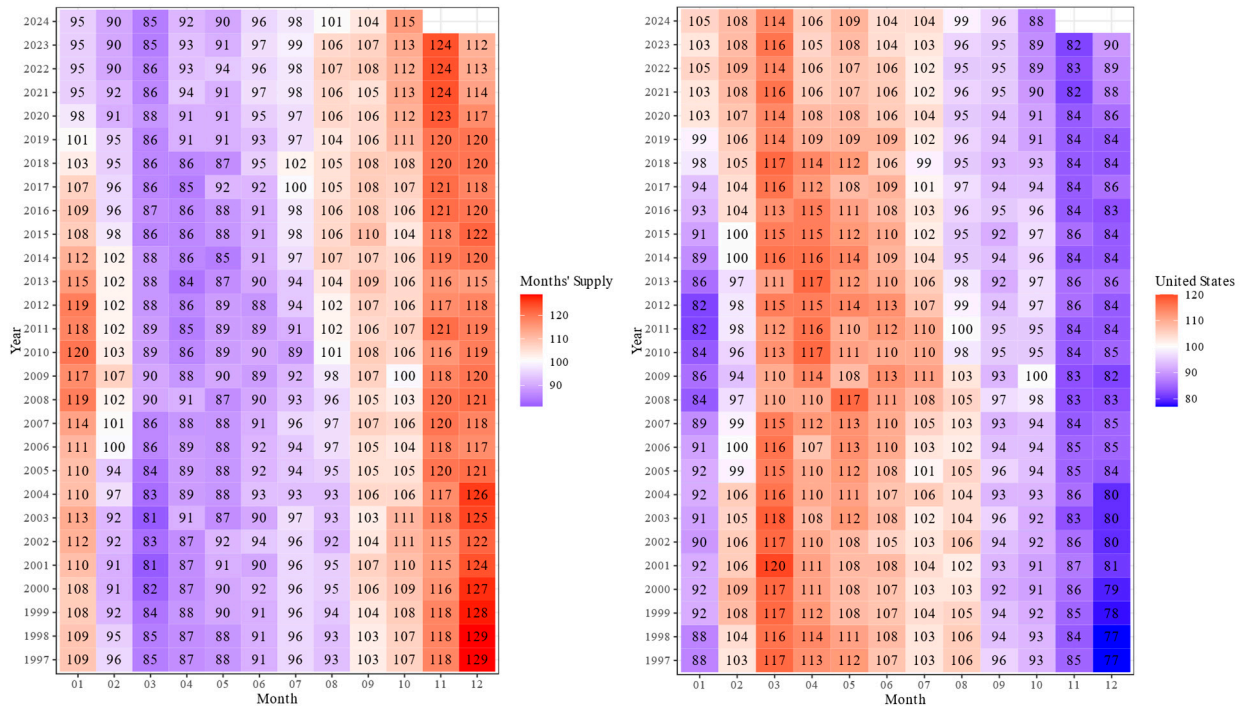 2024 95 90 85 92 90 96 98 101 104 115
2023 95 90 85 93 91 97 99 106 107 113 124 112
2022 95 90 86 93 94 96 98 107 108 112 124 113
2021 95 92 86 94 91 97 98 106 105 113 124 114
2020 98 91 88 91 91 95 97 106 106 112 123 117
2019 101 95 86 91 91 93 97 104 106 111 120 120
2018 103 95 86 86 87 95 102 105 108 108 120 120
2017 107 96 86 85 92 92 100 105 108 107 121 118
2016 109 96 87 86 88 91 98 106 108 106 121 120
2015 108 98 86 86 88 91 98 106 110 104 118 122
2014 112 102 88 86 85 91 97 107 107 106 119 120
2013 115 102 88 84 87 90 94 104 109 106 116 115
2012 119 102 88 86 89 88 94 102 107 106 117 118
2011 118 102 89 85 89 89 91 102 106 107 121 119
2010 120 103 89 86 89 90 89 101 108 106 116 119
2009 117 107 90 88 90 89 92 98 107 100 118 120
2008 119 102 90 91 87 90 93 96 105 103 120 121
2007 114 101 86 88 88 91 96 97 107 106 120 118
2006 111 100 86 89 88 92 94 97 105 104 118 117
2005 110 94 84 89 88 92 94 95 105 105 120 121
2004 110 97 83 89 88 93 93 93 106 106 117 126
2003 113 92 81 91 87 90 97 93 103 111 118 125
2002 112 92 83 87 92 94 96 92 104 111 115 122
2001 110 91 81 87 91 90 96 95 107 110 115 124
2000 108 91 82 87 90 92 96 95 106 109 116 127
1999 108 92 84 88 90 91 96 94 104 108 118 128
1998 109 95 85 87 88 91 96 93 103 107 118 129
1997 109 96 85 87 88 91 96 93 103 107 118 129
01 02 03 04 05 06 07 08 09 10 11 12
Month
Year
Months' Supply
120
110
100
90
2024 105 108 114 106 109 104 104 99 96 88
2023 103 108 116 105 108 104 103 96 95 89 82 90
2022 105 109 114 106 107 106 102 95 95 89 83 89
2021 103 108 116 106 107 106 102 96 95 90 82 88
2020 103 107 114 108 108 108 102 95 94 91 84 86
2019 99 106 114 109 109 109 102 96 94 91 84 84
2018 98 105 117 114 112 106 99 95 93 93 84 84
2017 94 104 116 112 108 109 101 97 94 94 84 86
2016 93 104 113 115 111 108 103 96 95 96 84 83
2015 91 100 115 115 112 110 102 95 92 97 86 84
2014 89 100 116 116 114 109 104 95 94 96 84 84
2013 86 97 111 117 112 110 106 98 92 97 86 86
2012 82 98 115 115 114 113 107 99 94 97 86 84
2011 82 98 112 116 110 112 110 100 95 95 84 84
2010 84 96 113 117 111 110 110 98 95 95 84 85
2009 86 94 110 114 108 113 111 103 93 100 83 82
2008 84 97 110 110 117 111 108 105 97 98 83 83
2007 89 99 115 112 113 110 105 103 93 94 84 85
2006 91 100 116 107 113 110 103 102 94 94 85 85
2005 92 99 115 110 112 108 101 105 96 94 85 84
2004 92 106 116 110 111 107 106 104 93 93 86 80
2003 91 105 118 108 112 108 102 104 96 92 83 80
2002 90 106 117 110 108 105 103 106 94 92 86 80
2001 92 106 120 111 108 108 104 102 93 91 87 81
2000 92 109 117 111 108 107 103 103 92 91 86 79
1999 92 108 117 112 108 107 104 105 94 92 85 78
1998 88 104 116 114 111 108 103 106 94 93 84 77
1997 88 103 117 113 112 107 103 106 96 93 85 77
01 02 03 04 05 06 07 08 09 10 11 12
Month
Year
United States
120
110
100
90
80